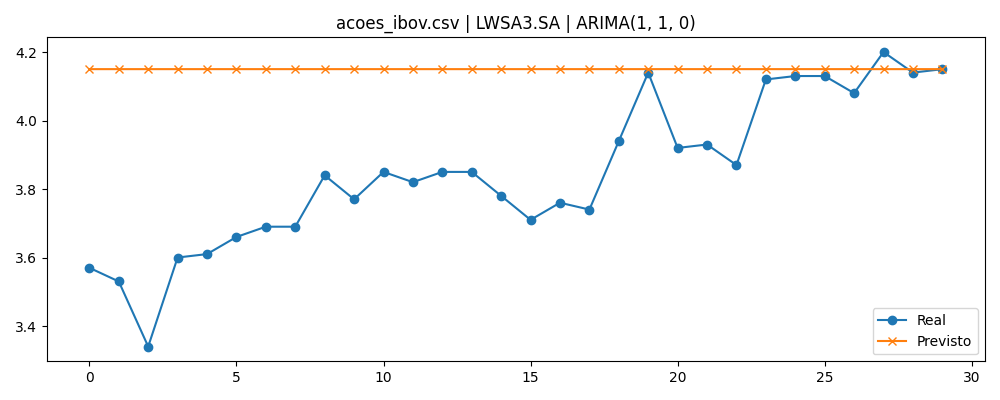 acoes_ibov.csv | LWSA3.SA | ARIMA(1, 1, 0)
4.2
4.0
3.8
3.6
3.4
Real
Previsto
0 5 10 15 20 25 30